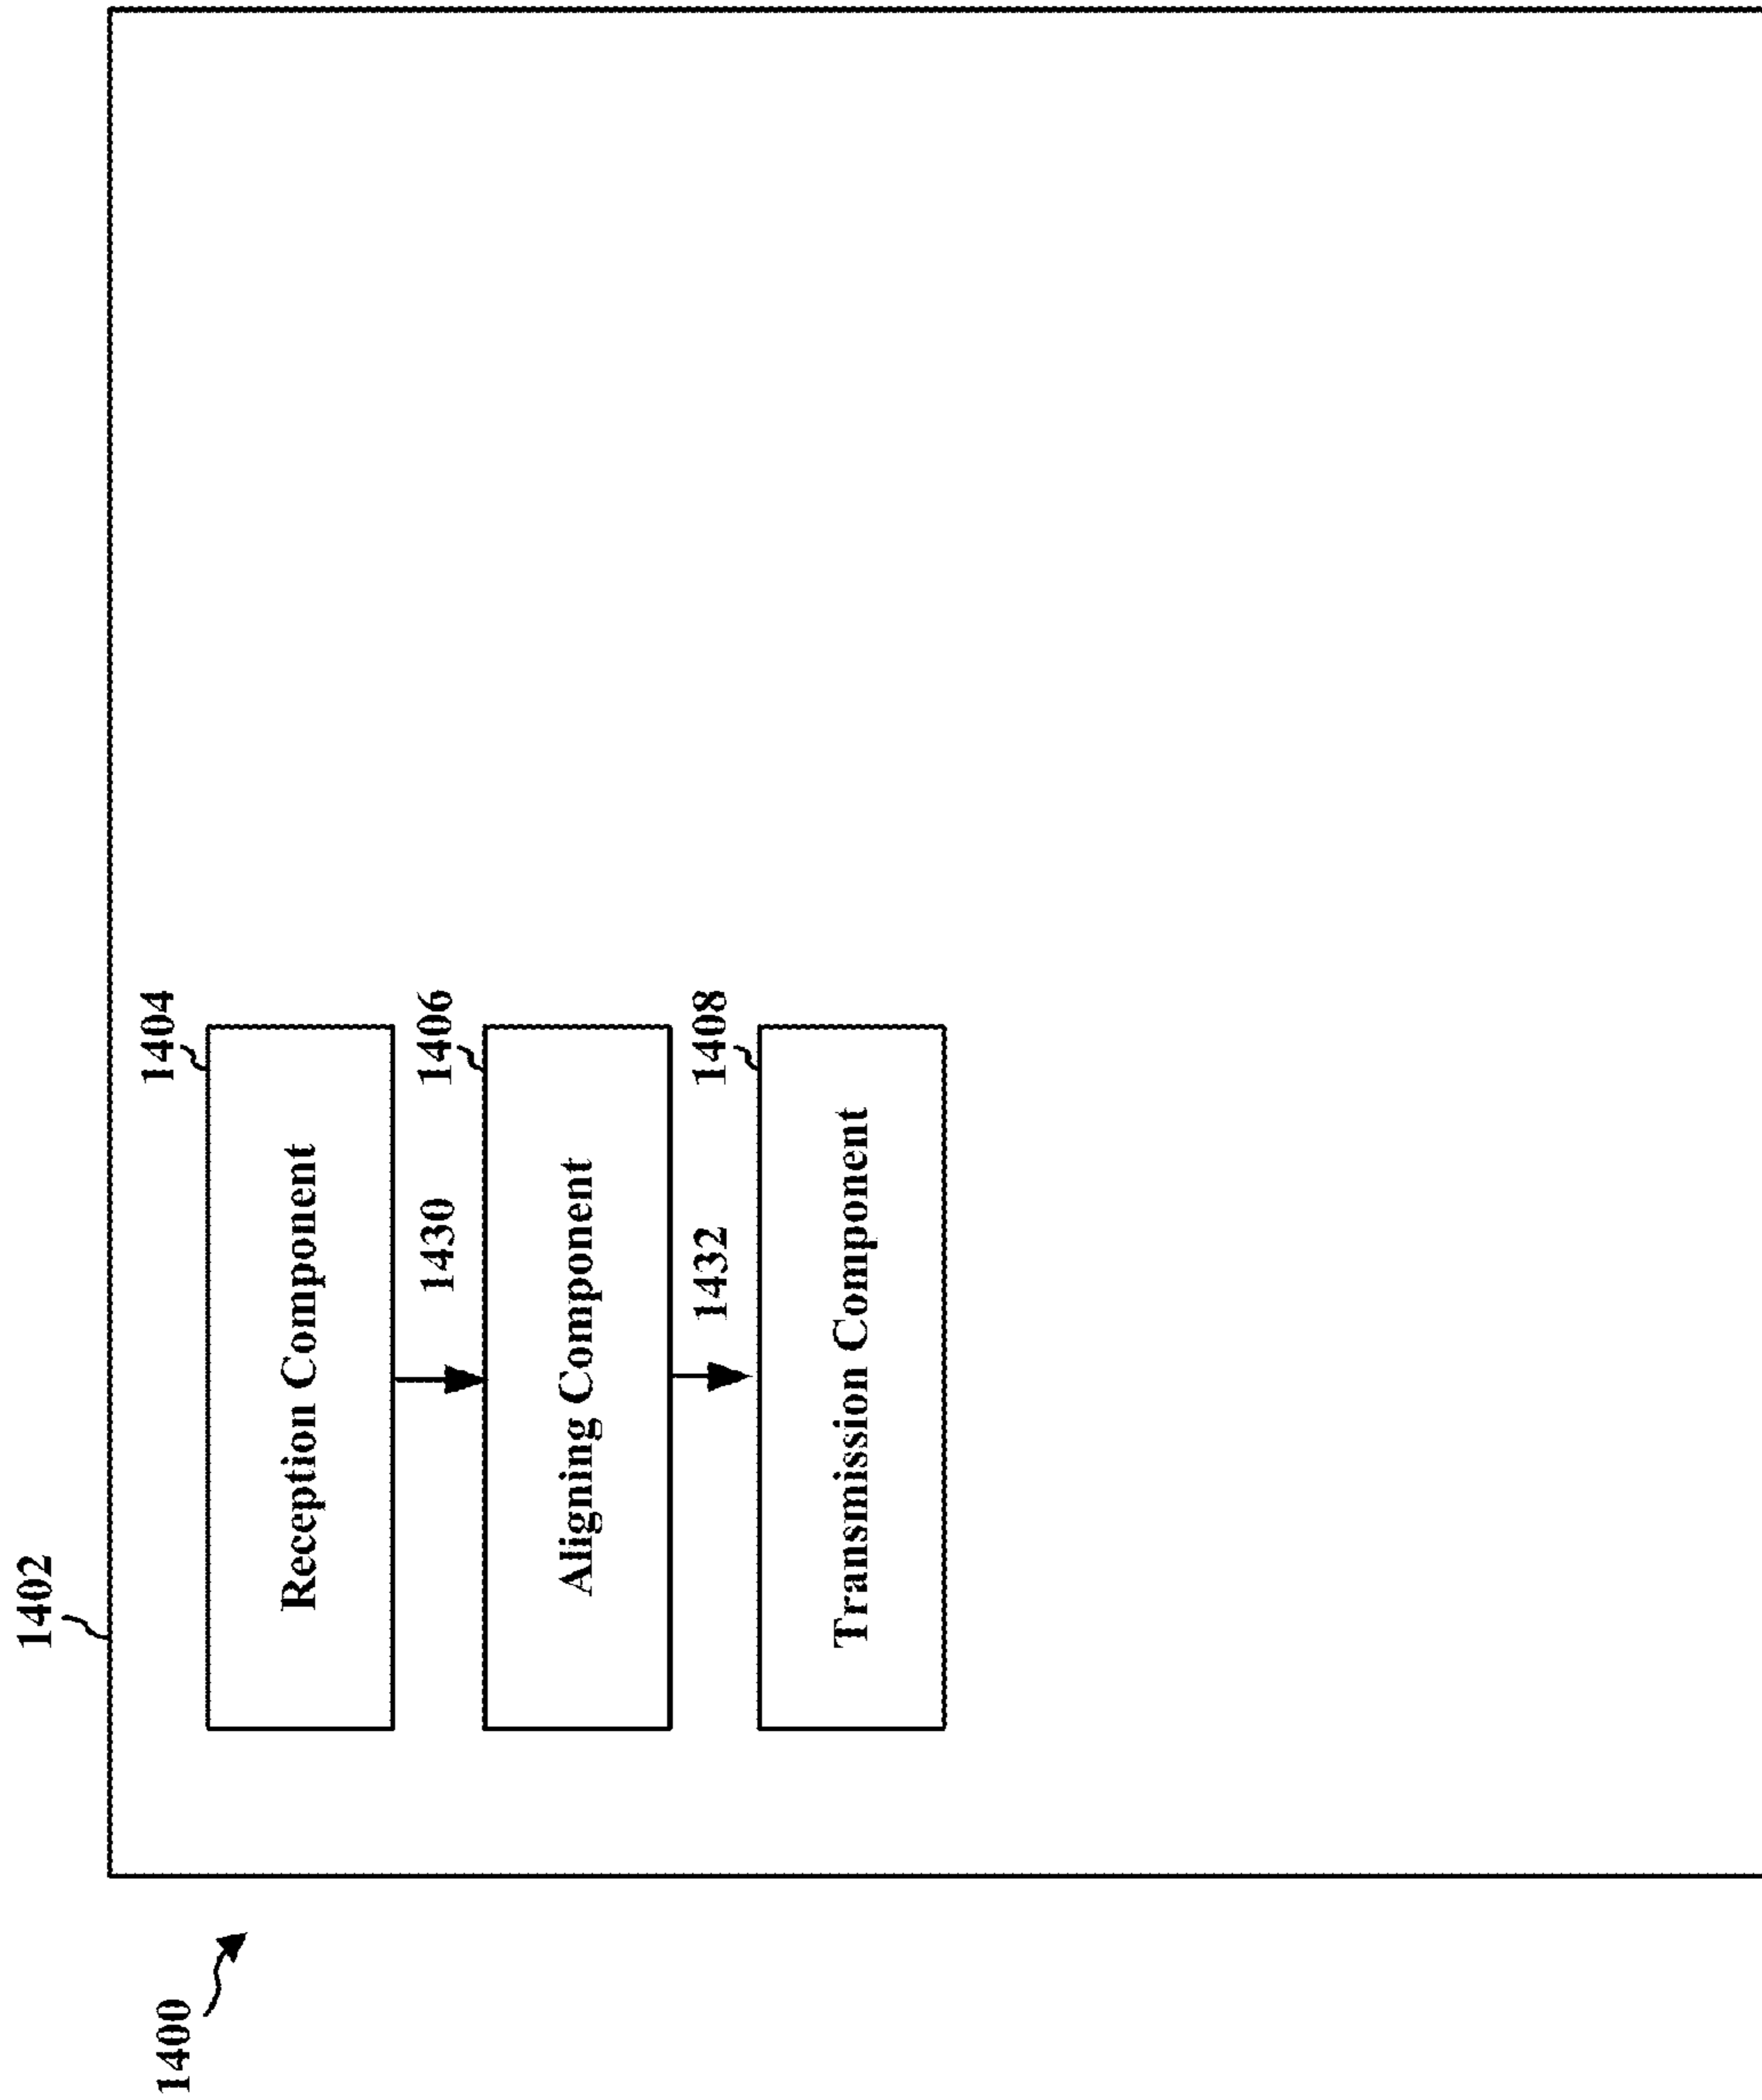 1400
1402
1404
Reception Component
1430
1406
Aligning Component
1432
1408
Transmission Component